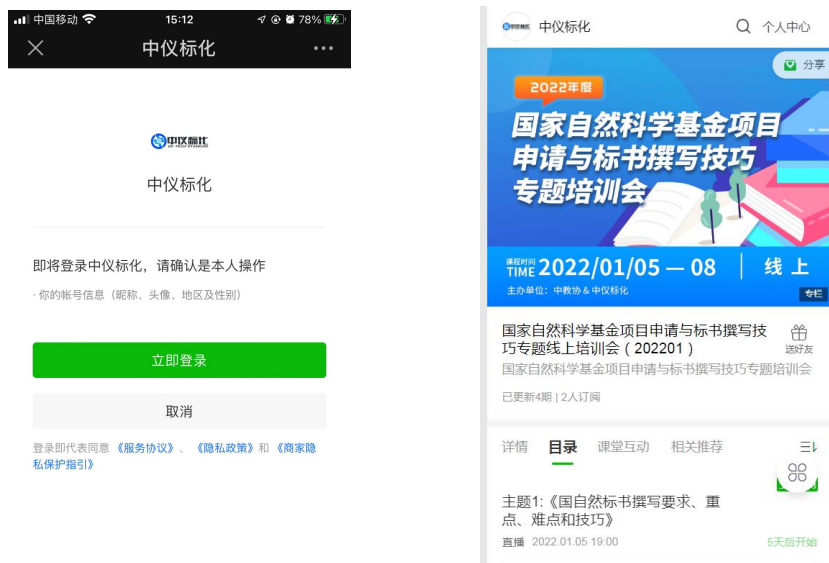 中国移动
15:12
78%
中仪标化
中仪标化
中仪标化
即将登录中仪标化，请确认是本人操作
· 你的帐号信息（昵称、头像、地区及性别）
立即登录
取消
登录即代表同意《服务协议》、《隐私政策》和《商家隐
私保护指引》
中仪标化
个人中心
分享
2022年度
国家自然科学基金项目
申请与标书撰写技巧
专题培训会
课程时间
TIME 2022/01/05 — 08
线上
主办单位：中教协 & 中仪标化
专栏
国家自然科学基金项目申请与标书撰写技
巧专题线上培训会（202201）
送好友
国家自然科学基金项目申请与标书撰写技巧专题培训会
已更新4期 | 2人订阅
详情
目录
课堂互动
相关推荐
主题1:《国自然标书撰写要求、重
点、难点和技巧》
直播 2022.01.05 19:00
5天后开始